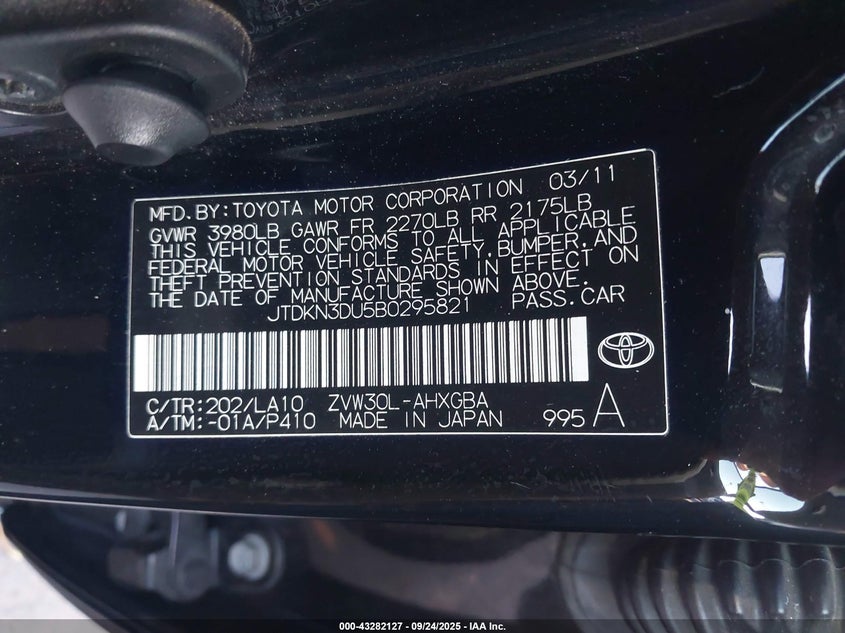 MFD. BY: TOYOTA MOTOR CORPORATION 03/11
GVWR 3980LB GAWR FR 2270LB RR 2175LB
THIS VEHICLE CONFORMS TO ALL APPLICABLE
FEDERAL MOTOR VEHICLE SAFETY, BUMPER, AND
THEFT PREVENTION STANDARDS IN EFFECT ON
THE DATE OF MANUFACTURE SHOWN ABOVE.
JTDKN3DU5B0295821 PASS. CAR
C/TR: 202/LA10 ZVW30L-AHXGBA
A/TM: -01A/P410 MADE IN JAPAN 995 A
000-43282127 - 09/24/2025 - IAA Inc.